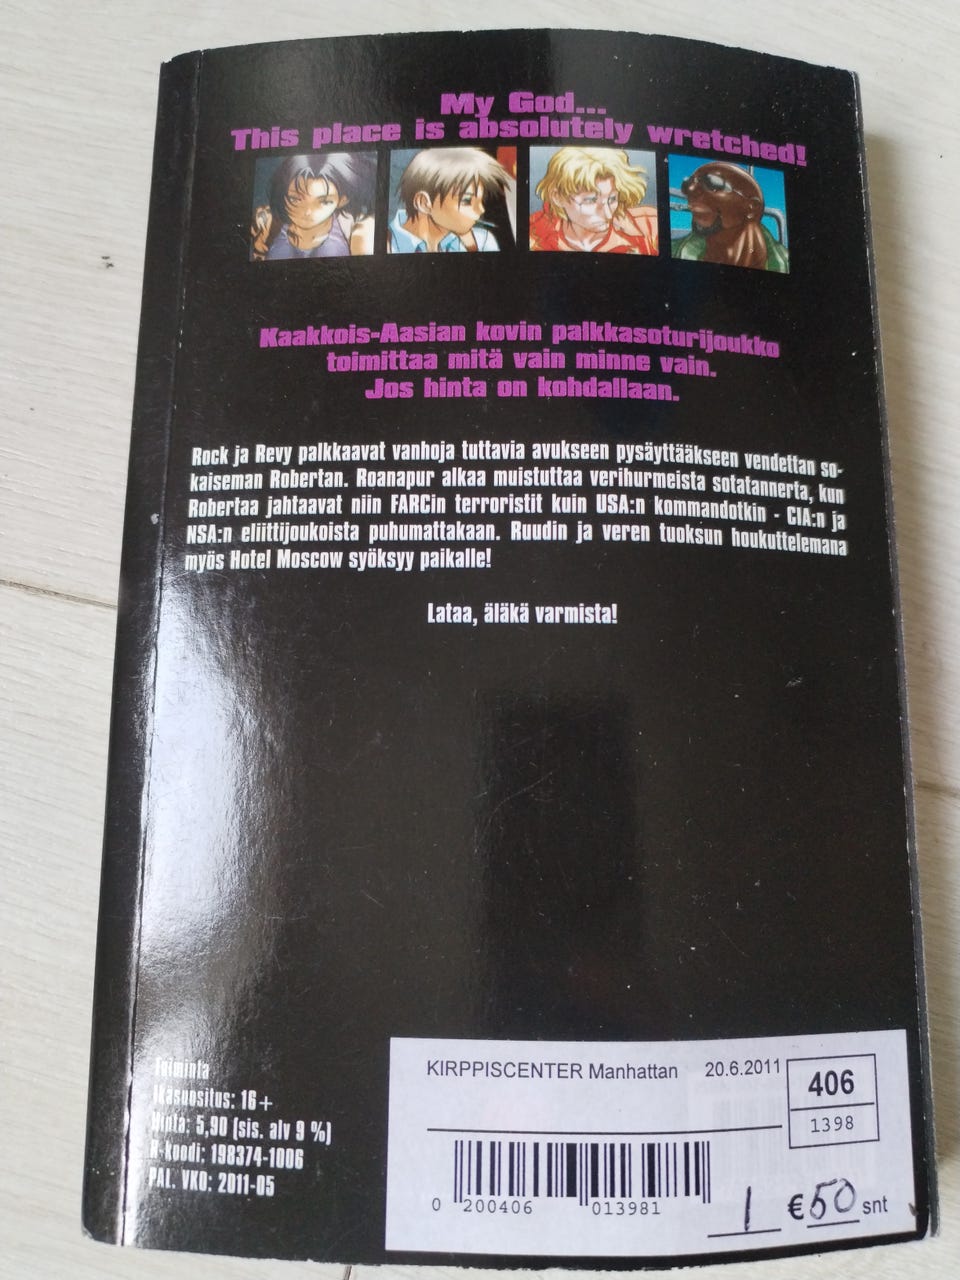 My God...
This place is absolutely wretched!
Kaakkois-Aasian kovin palkkasoturijoukko
toimittaa mitä vain minne vain.
Jos hinta on kohdallaan.
Rock ja Revy palkkaavat vanhoja tuttavia avukseen pysäyttääkseen vendettan so-
kaiseman Robertan. Roanapur alkaa muistuttaa verihurmeista sotatannerta, kun
Robertaa jahtaavat niin FARCin terroristit kuin USA:n kommandotkin - CIA:n ja
NSA:n eliittijoukoista puhumattakaan. Ruudin ja veren tuoksun houkuttelemana
myös Hotel Moscow syöksyy paikalle!
Lataa, äläkä varmista!
Toiminta
Ikäsuositus: 16+
Hinta: 5,90 (sis. alv 9 %)
K-koodi: 198374-1006
PAL. VKO: 2011-05
KIRPPISCENTER Manhattan 20.6.2011
406
1398
0 200406 013981
1 € 50 snt